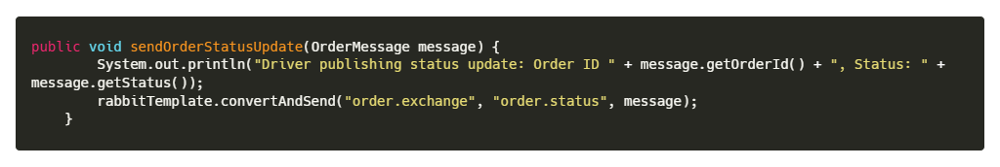 public void sendOrderStatusUpdate(OrderMessage message) {
        System.out.println("Driver publishing status update: Order ID " + message.getOrderId() + ", Status: " +
message.getStatus());
        rabbitTemplate.convertAndSend("order.exchange", "order.status", message);
    }